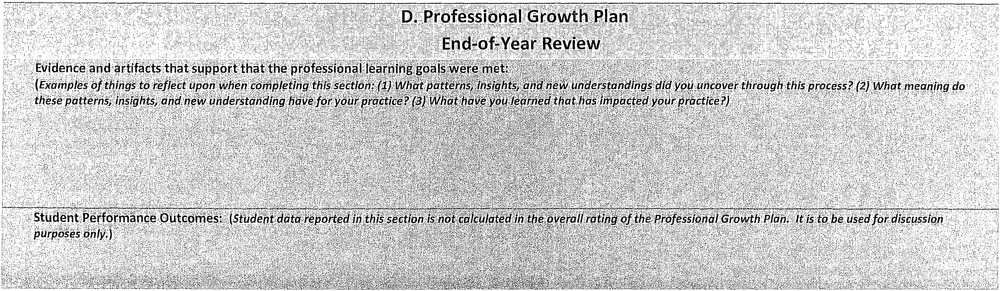 D. Professional Growth Plan
End-of-Year Review
Evidence and artifacts that support that the professional learning goals were met:
(Examples of things to reflect upon when completing this section: (1) What patterns, insights, and new understandings did you uncover through this process? (2) What meaning do
these patterns, insights, and new understanding have for your practice? (3) What have you learned that has impacted your practice?)
Student Performance Outcomes: (Student data reported in this section is not calculated in the overall rating of the Professional Growth Plan. It is to be used for discussion
purposes only.)